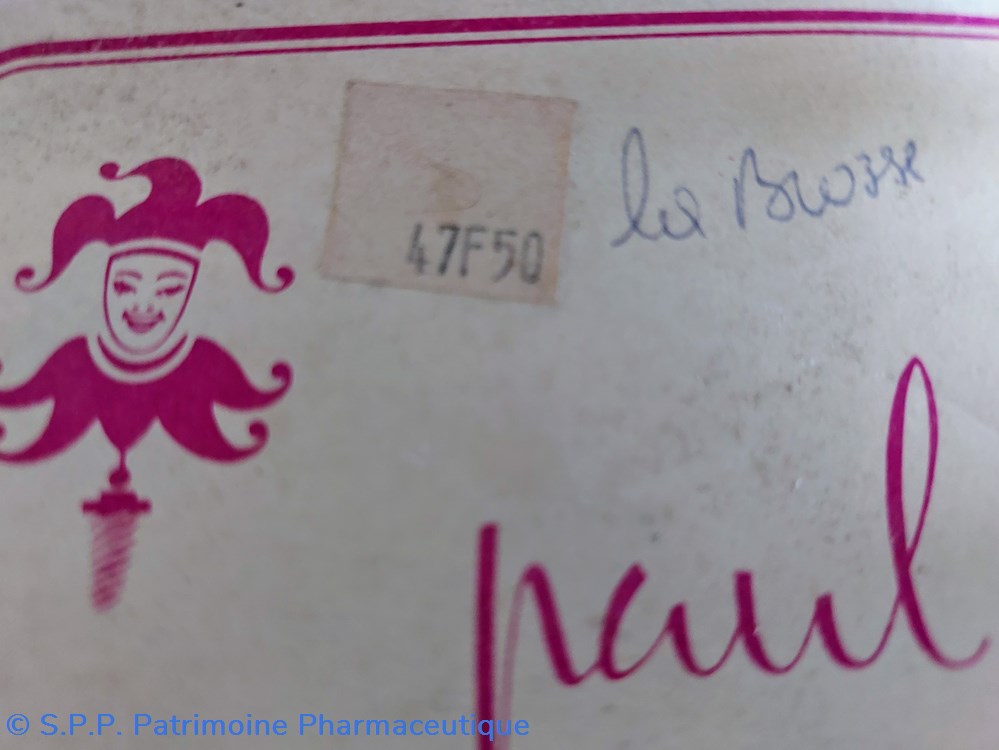 47F50
la Brosse
paul
© S.P.P. Patrimoine Pharmaceutique